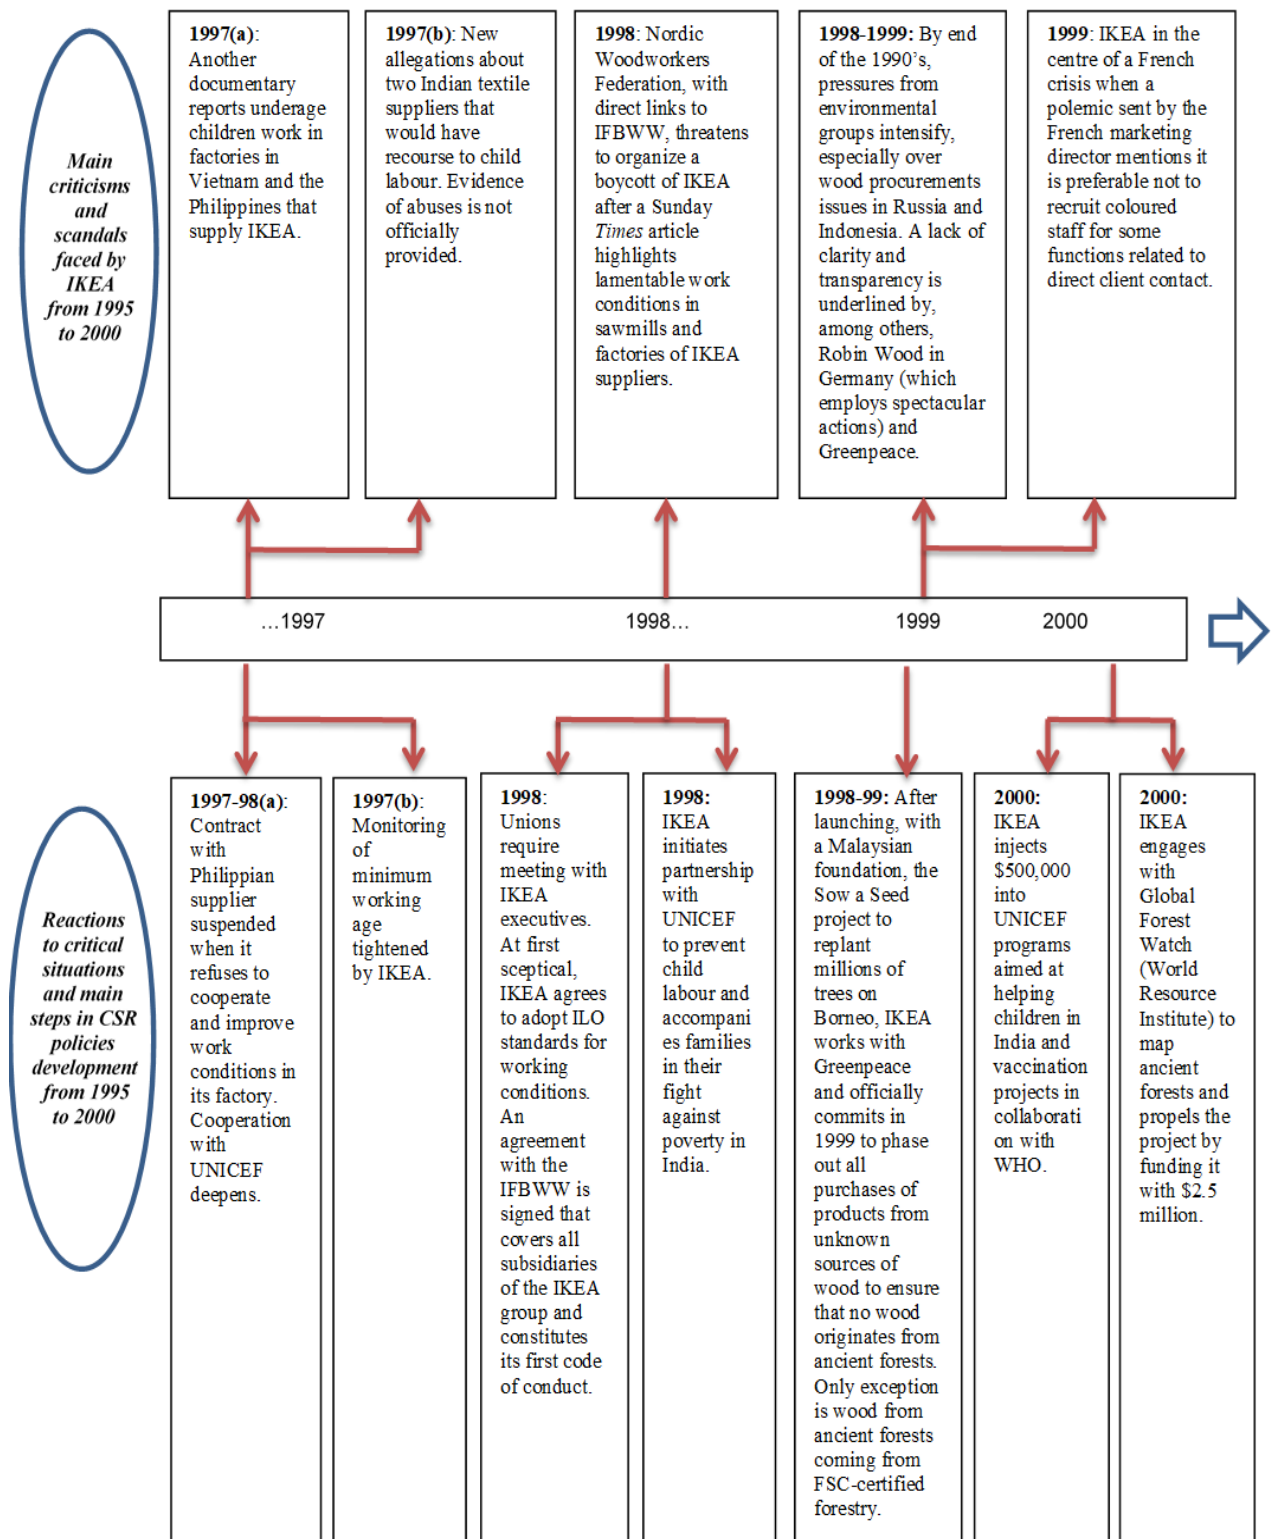 Main
criticisms
and
scandals
faced by
IKEA
from 1995
to 2000
1997(a):
Another
documentary
reports underage
children work in
factories in
Vietnam and the
Philippines that
supply IKEA.
1997(b): New
allegations about
two Indian textile
suppliers that
would have
recourse to child
labour. Evidence
of abuses is not
officially
provided.
1998: Nordic
Woodworkers
Federation, with
direct links to
IFBWW, threatens
to organize a
boycott of IKEA
after a Sunday
Times article
highlights
lamentable work
conditions in
sawmills and
factories of IKEA
suppliers.
1998-1999: By end
of the 1990’s,
pressures from
environmental
groups intensify,
especially over
wood procurements
issues in Russia and
Indonesia. A lack of
clarity and
transparency is
underlined by,
among others,
Robin Wood in
Germany (which
employs spectacular
actions) and
Greenpeace.
1999: IKEA in the
centre of a French
crisis when a
polemic sent by the
French marketing
director mentions it
is preferable not to
recruit coloured
staff for some
functions related to
direct client contact.
…1997 1998… 1999 2000
Reactions
to critical
situations
and main
steps in CSR
policies
development
from 1995
to 2000
1997-98(a):
Contract
with
Philippian
supplier
suspended
when it
refuses to
cooperate
and improve
work
conditions in
its factory.
Cooperation
with
UNICEF
deepens.
1997(b):
Monitoring
of
minimum
working
age
tightened
by IKEA.
1998:
Unions
require
meeting with
IKEA
executives.
At first
sceptical,
IKEA agrees
to adopt ILO
standards for
working
conditions.
An
agreement
with the
IFBWW is
signed that
covers all
subsidiaries
of the IKEA
group and
constitutes
its first code
of conduct.
1998:
IKEA
initiates
partnership
with
UNICEF
to prevent
child
labour and
accompani
es families
in their
fight
against
poverty in
India.
1998-99: After
launching, with
a Malaysian
foundation, the
Sow a Seed
project to
replant
millions of
trees on
Borneo, IKEA
works with
Greenpeace
and officially
commits in
1999 to phase
out all
purchases of
products from
unknown
sources of
wood to ensure
that no wood
originates from
ancient forests.
Only exception
is wood from
ancient forests
coming from
FSC-certified
forestry.
2000:
IKEA
injects
$500,000
into
UNICEF
programs
aimed at
helping
children in
India and
vaccination
projects in
collaborati
on with
WHO.
2000:
IKEA
engages
with
Global
Forest
Watch
(World
Resource
Institute) to
map
ancient
forests and
propels the
project by
funding it
with $2.5
million.